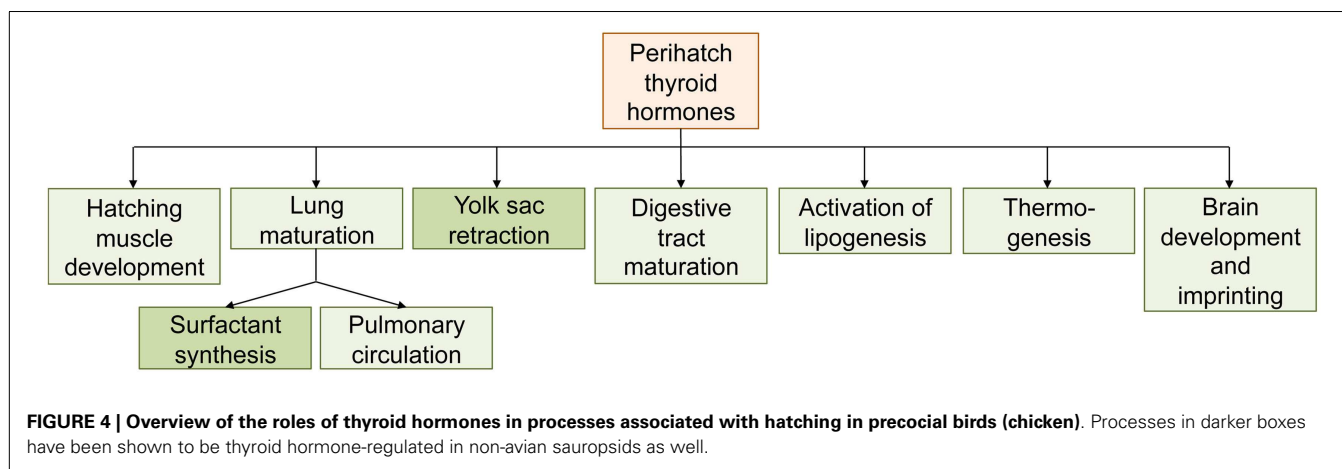 Perihatch
thyroid
hormones
Hatching
muscle
development
Lung
maturation
Yolk sac
retraction
Digestive
tract
maturation
Activation of
lipogenesis
Thermo-
genesis
Brain
development
and
imprinting
Surfactant
synthesis
Pulmonary
circulation
FIGURE 4 | Overview of the roles of thyroid hormones in processes associated with hatching in precocial birds (chicken). Processes in darker boxes
have been shown to be thyroid hormone-regulated in non-avian sauropsids as well.